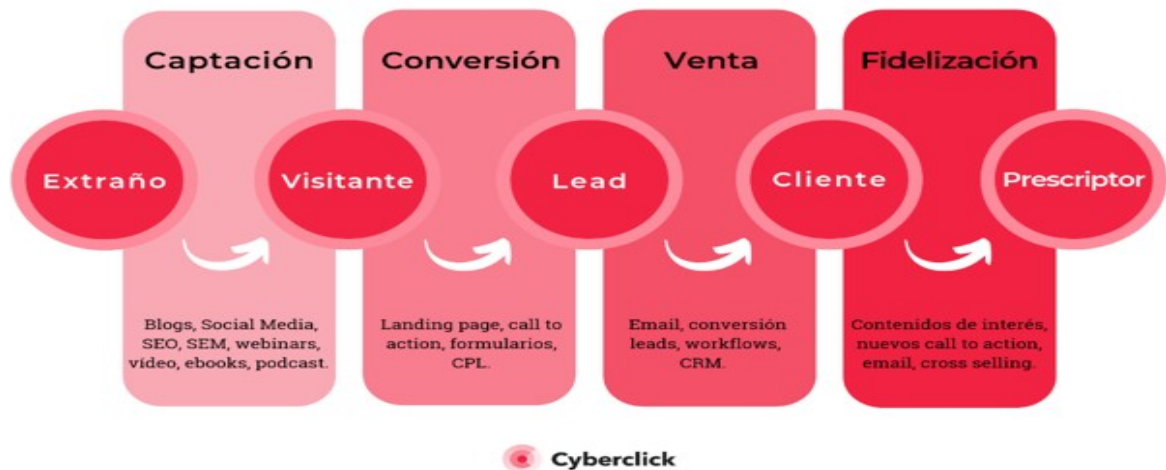 Captación
Conversión
Venta
Fidelización
Extraño
Visitante
Lead
Cliente
Prescriptor
Blogs, Social Media,
SEO, SEM, webinars,
vídeo, ebooks, podcast.
Landing page, call to
action, formularios,
CPL.
Email, conversión
leads, workflows,
CRM.
Contenidos de interés,
nuevos call to action,
email, cross selling.
Cyberclick